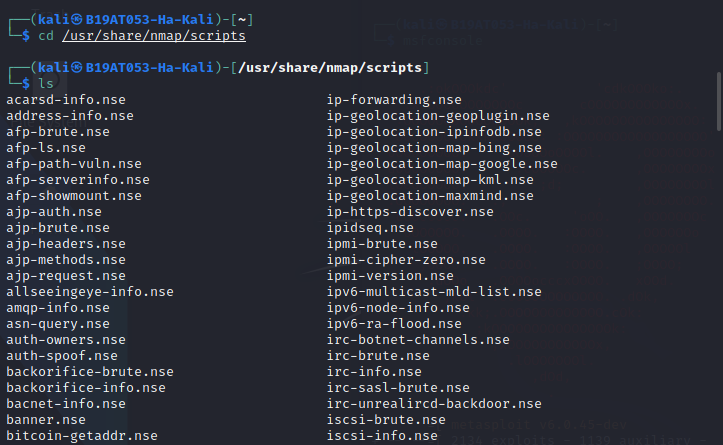 ┌──(kali㉿B19AT053-Ha-Kali)-[~]
└─$ cd /usr/share/nmap/scripts
┌──(kali㉿B19AT053-Ha-Kali)-[/usr/share/nmap/scripts]
└─$ ls
acarsd-info.nse ip-forwarding.nse
address-info.nse ip-geolocation-geoplugin.nse
afp-brute.nse ip-geolocation-ipinfodb.nse
afp-ls.nse ip-geolocation-map-bing.nse
afp-path-vuln.nse ip-geolocation-map-google.nse
afp-serverinfo.nse ip-geolocation-map-kml.nse
afp-showmount.nse ip-geolocation-maxmind.nse
ajp-auth.nse ip-https-discover.nse
ajp-brute.nse ipidseq.nse
ajp-headers.nse ipmi-brute.nse
ajp-methods.nse ipmi-cipher-zero.nse
ajp-request.nse ipmi-version.nse
allseeingeye-info.nse ipv6-multicast-mld-list.nse
amqp-info.nse ipv6-node-info.nse
asn-query.nse ipv6-ra-flood.nse
auth-owners.nse irc-botnet-channels.nse
auth-spoof.nse irc-brute.nse
backorifice-brute.nse irc-info.nse
backorifice-info.nse irc-sasl-brute.nse
bacnet-info.nse irc-unrealircd-backdoor.nse
banner.nse iscsi-brute.nse
bitcoin-getaddr.nse iscsi-info.nse